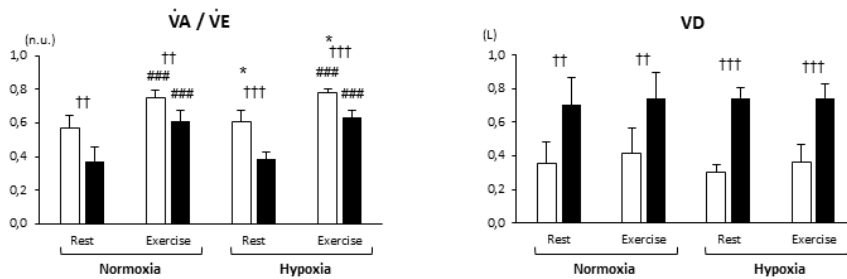 V̇A / V̇E
(n.u.)
1,0
0,8
0,6
0,4
0,2
0,0
††
††
###
###
*
†††
*
†††
###
###
Rest
Exercise
Rest
Exercise
Normoxia
Hypoxia
VD
(L)
1,0
0,8
0,6
0,4
0,2
0,0
††
††
†††
†††
Rest
Exercise
Rest
Exercise
Normoxia
Hypoxia